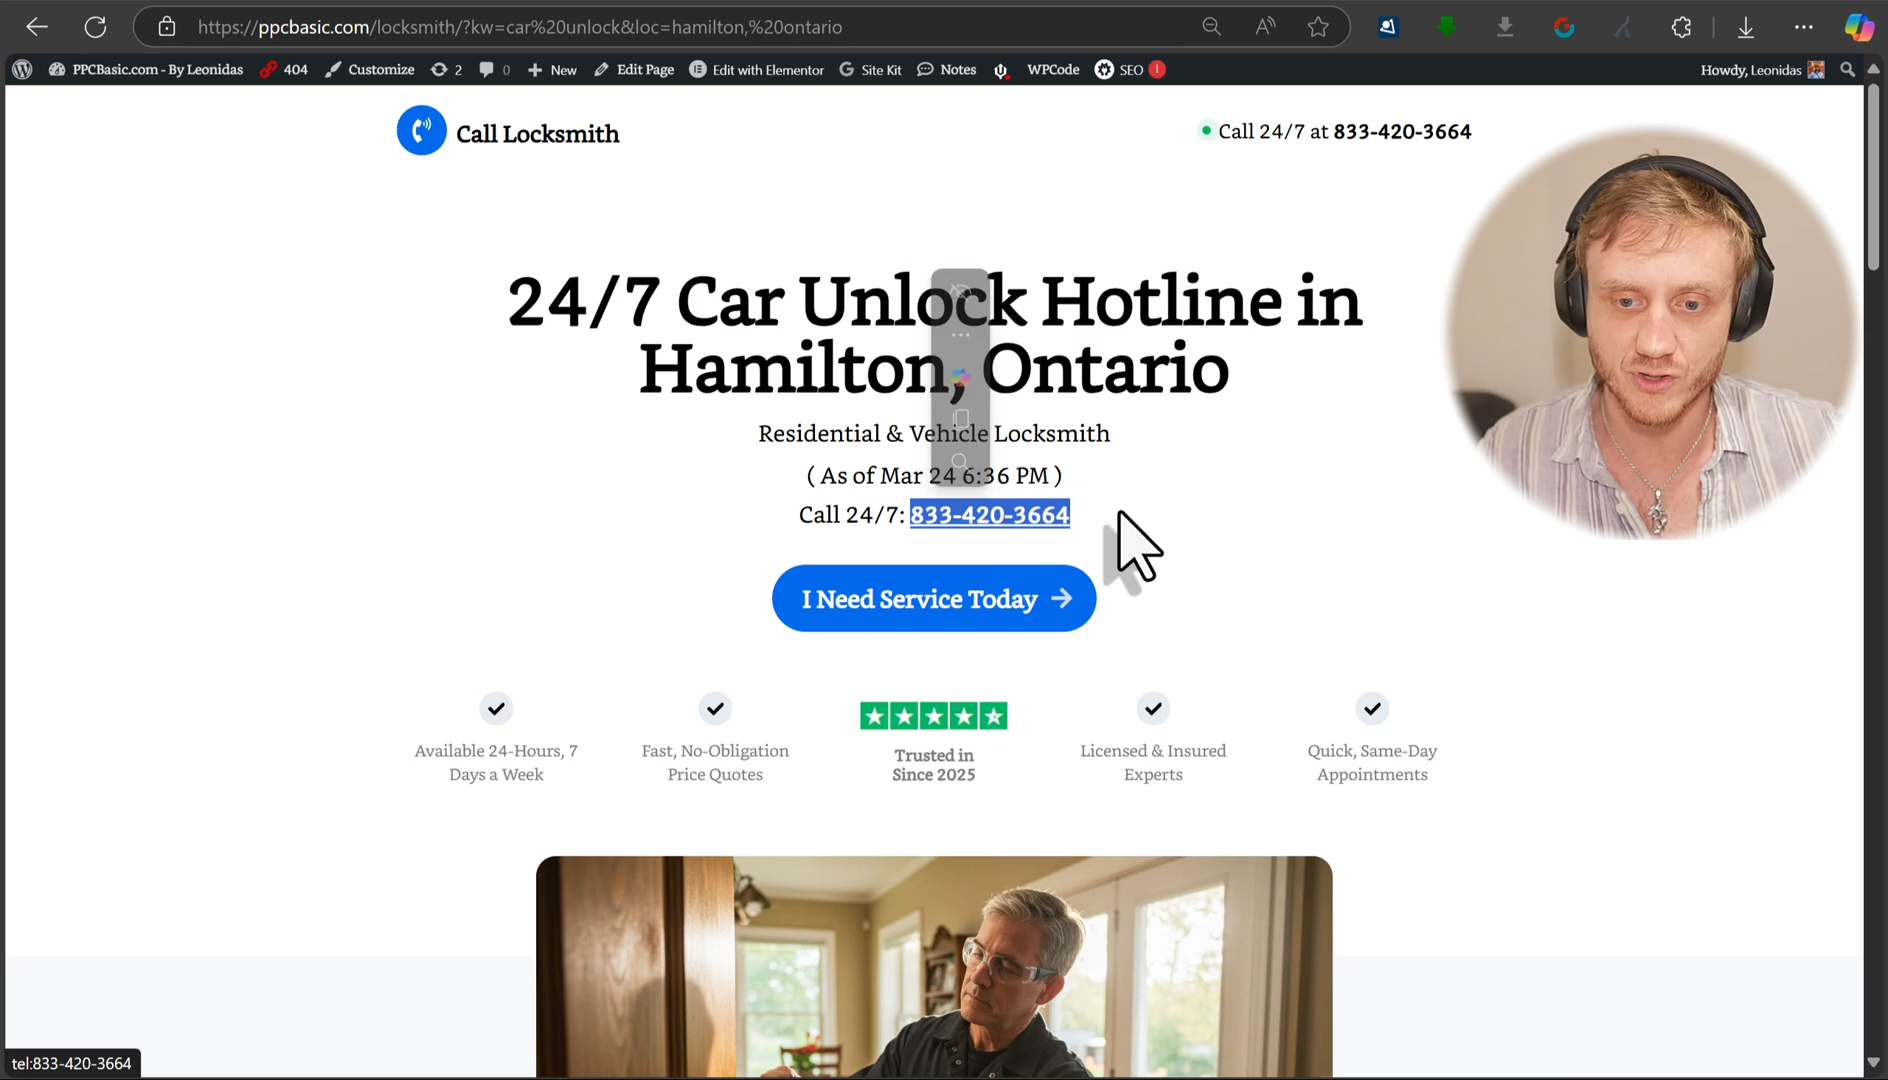 https://ppcbasic.com/locksmith/?kw=car%20unlock&loc=hamilton,%20ontario
PPCBasic.com - By Leonidas 404 Customize 2 0 New Edit Page Edit with Elementor Site Kit Notes WPCode SEO ! Howdy, Leonidas
Call Locksmith
Call 24/7 at 833-420-3664
24/7 Car Unlock Hotline in
Hamilton, Ontario
Residential & Vehicle Locksmith
( As of Mar 24 6:36 PM )
Call 24/7: 833-420-3664
I Need Service Today
Available 24-Hours, 7
Days a Week
Fast, No-Obligation
Price Quotes
Trusted in
Since 2025
Licensed & Insured
Experts
Quick, Same-Day
Appointments
tel:833-420-3664